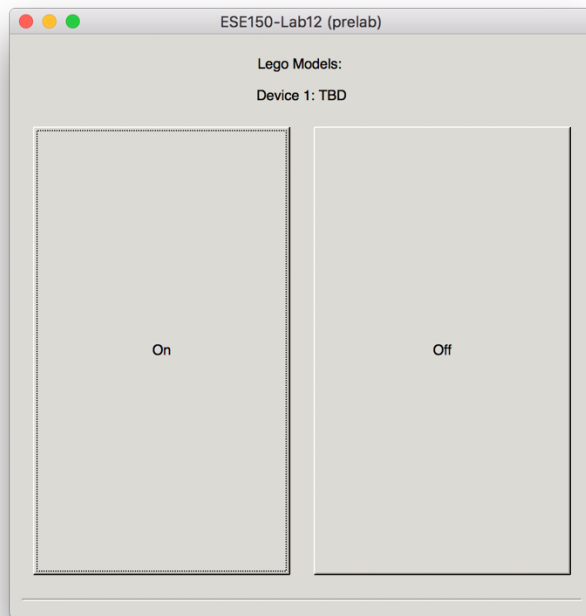 ESE150-Lab12 (prelab)
Lego Models:
Device 1: TBD
On
Off